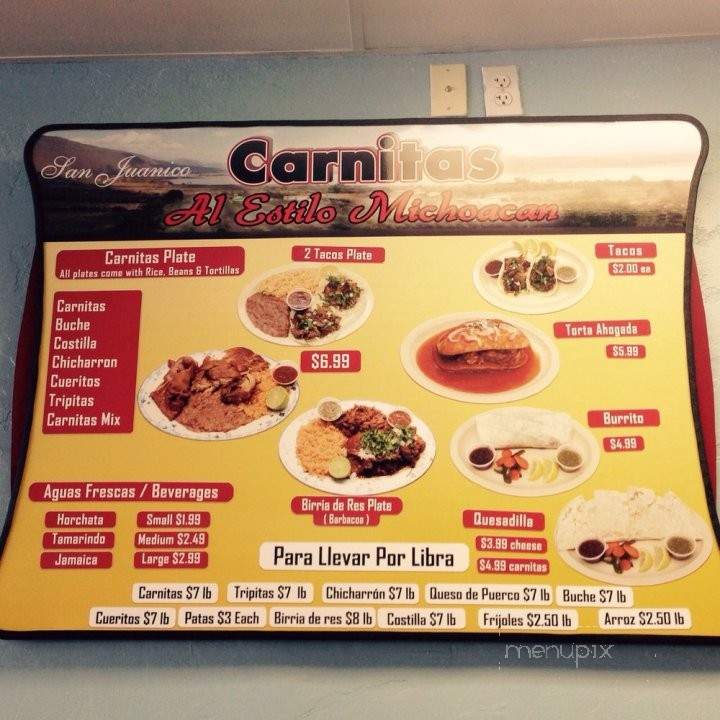 San Juanico
Carnitas
Al Estilo Michoacan
Carnitas Plate
All plates come with Rice, Beans & Tortillas
Carnitas
Buche
Costilla
Chicharron
Cueritos
Tripitas
Carnitas Mix
2 Tacos Plate
$6.99
Birria de Res Plate
( Barbacoa )
Tacos
$2.00 ea
Torta Ahogada
$5.99
Burrito
$4.99
Quesadilla
$3.99 cheese
$4.99 carnitas
Aguas Frescas / Beverages
Horchata Small $1.99
Tamarindo Medium $2.49
Jamaica Large $2.99
Para Llevar Por Libra
Carnitas $7 lb Tripitas $7 lb Chicharrón $7 lb Queso de Puerco $7 lb Buche $7 lb
Cueritos $7 lb Patas $3 Each Birria de res $8 lb Costilla $7 lb Frijoles $2.50 lb Arroz $2.50 lb
menupix